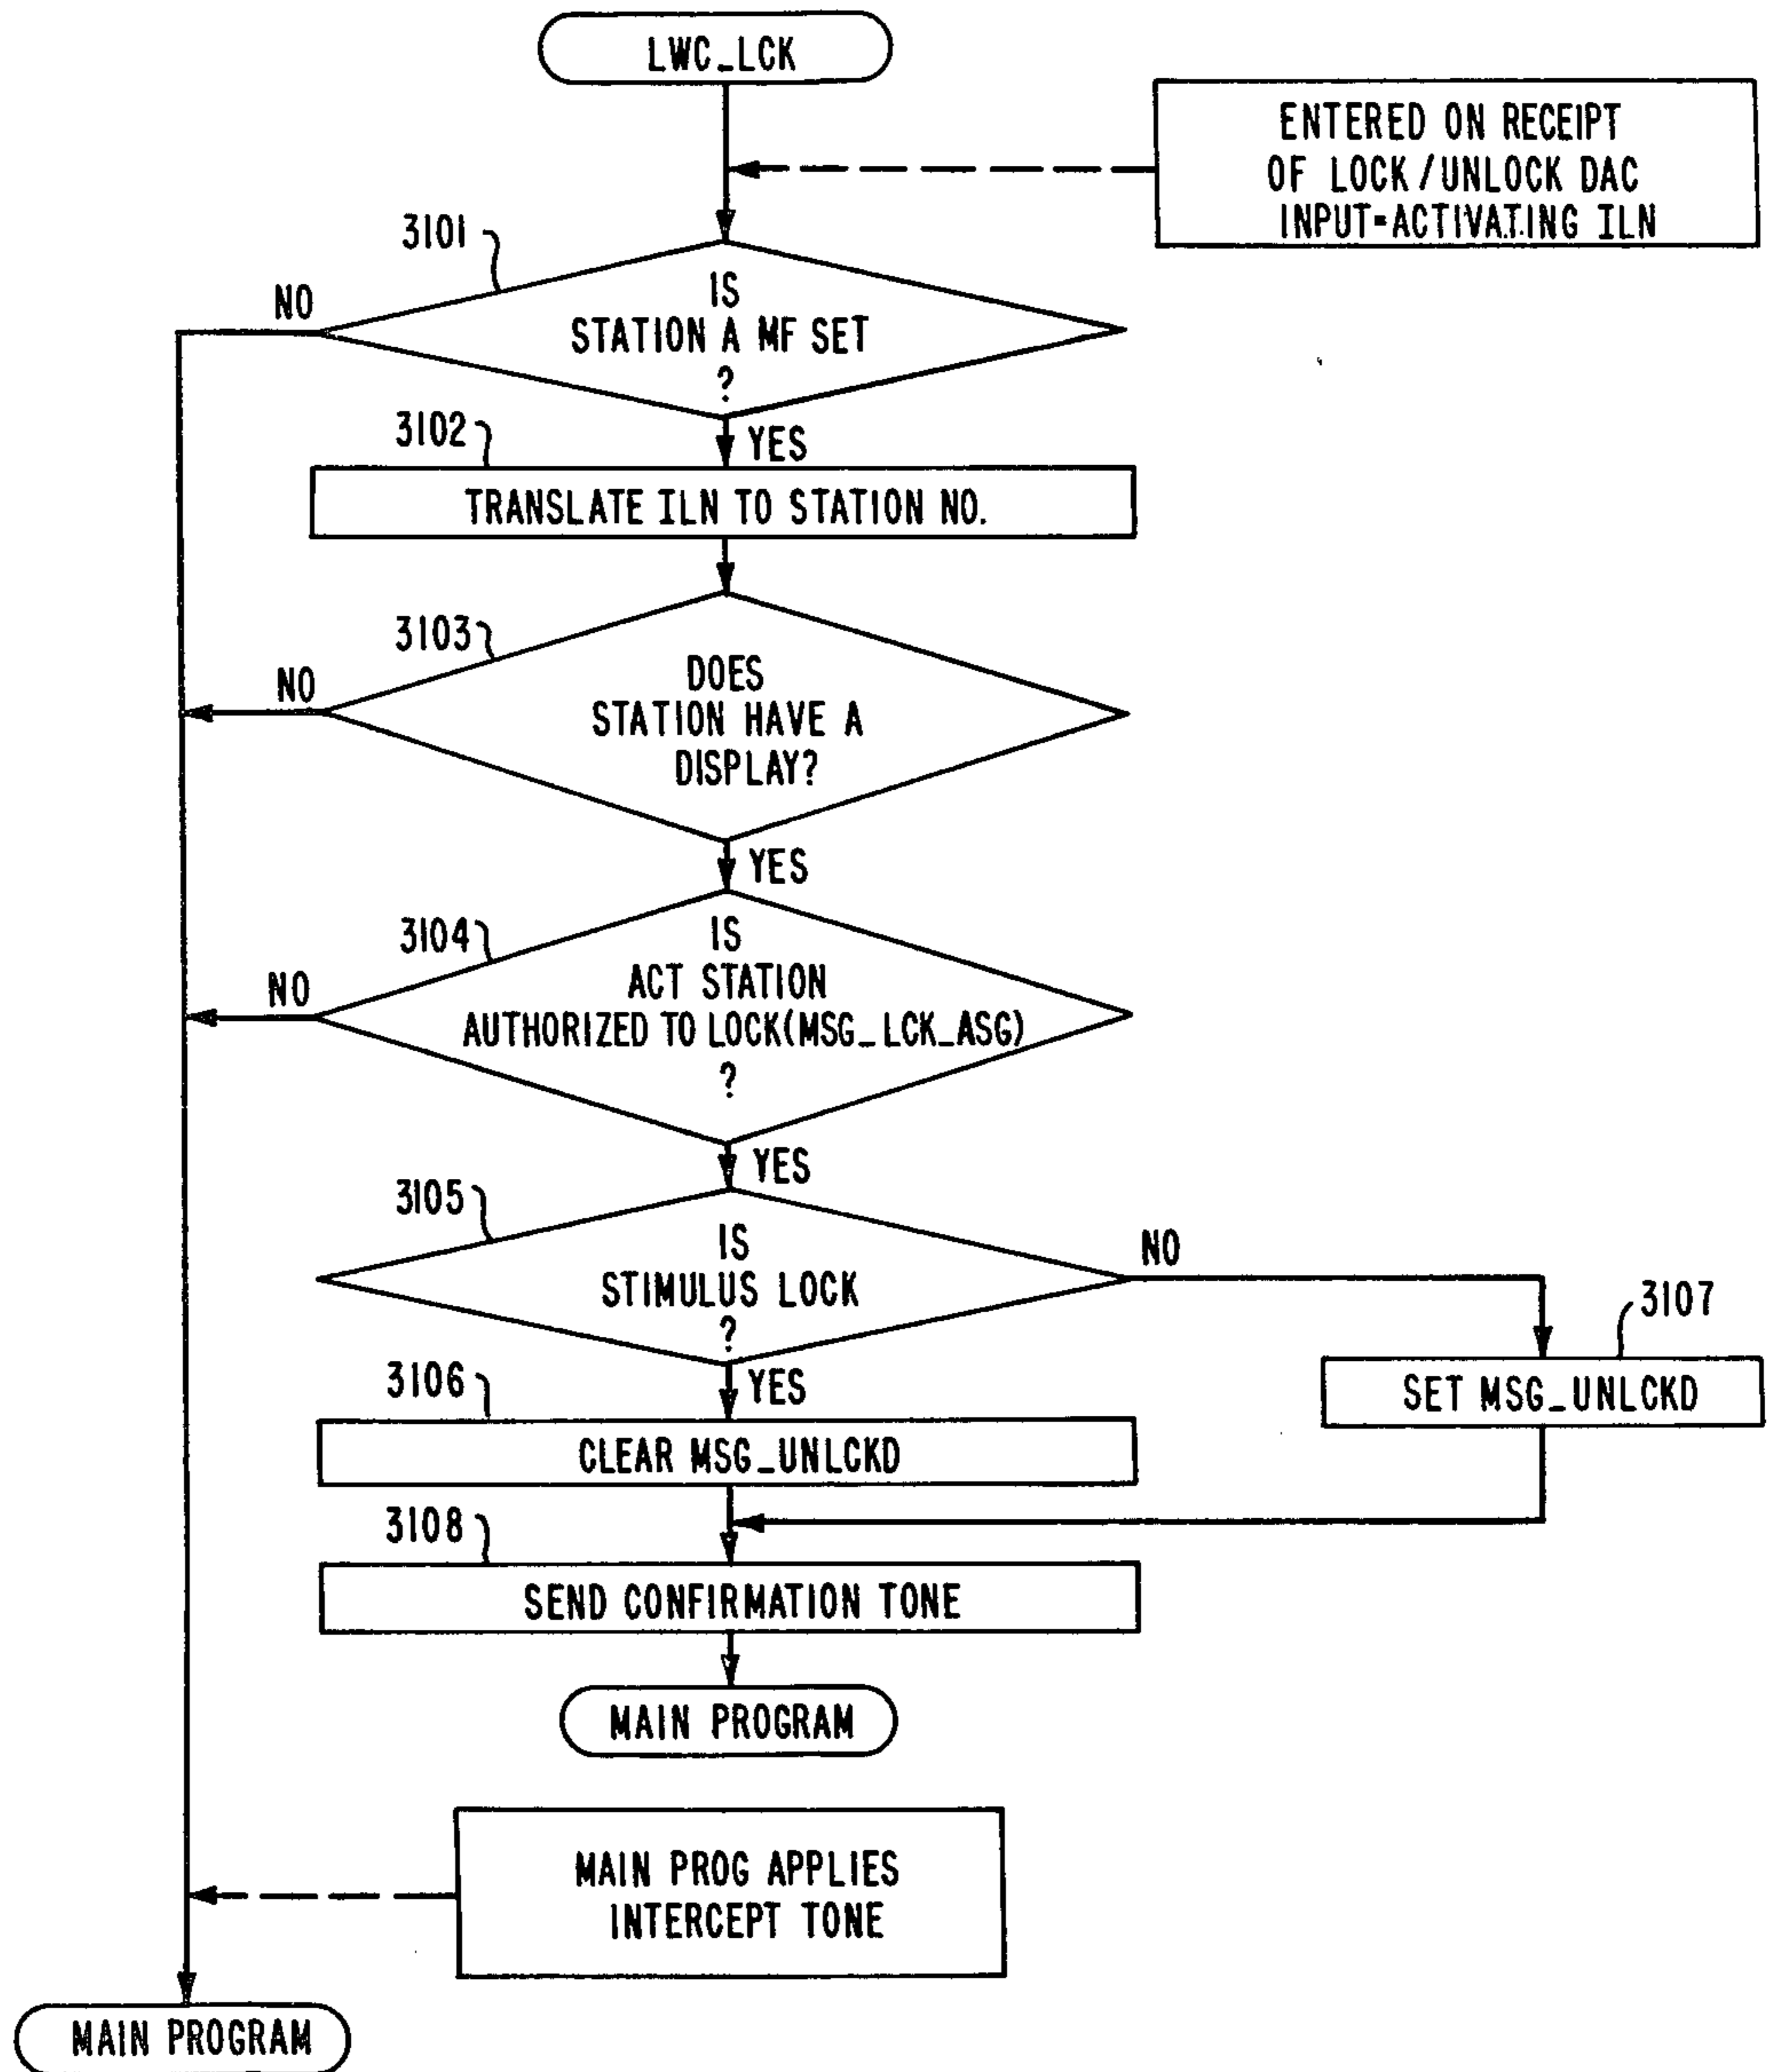 LWC_LCK
ENTERED ON RECEIPT
OF LOCK/UNLOCK DAC
INPUT=ACTIVATING ILN
3101
NO
IS
STATION A MF SET
?
YES
3102
TRANSLATE ILN TO STATION NO.
3103
NO
DOES
STATION HAVE A
DISPLAY?
YES
3104
NO
IS
ACT STATION
AUTHORIZED TO LOCK(MSG_LCK_ASG)
?
YES
3105
IS
STIMULUS LOCK
?
NO
YES
3107
SET MSG_UNLCKD
3106
CLEAR MSG_UNLCKD
3108
SEND CONFIRMATION TONE
MAIN PROGRAM
MAIN PROG APPLIES
INTERCEPT TONE
MAIN PROGRAM